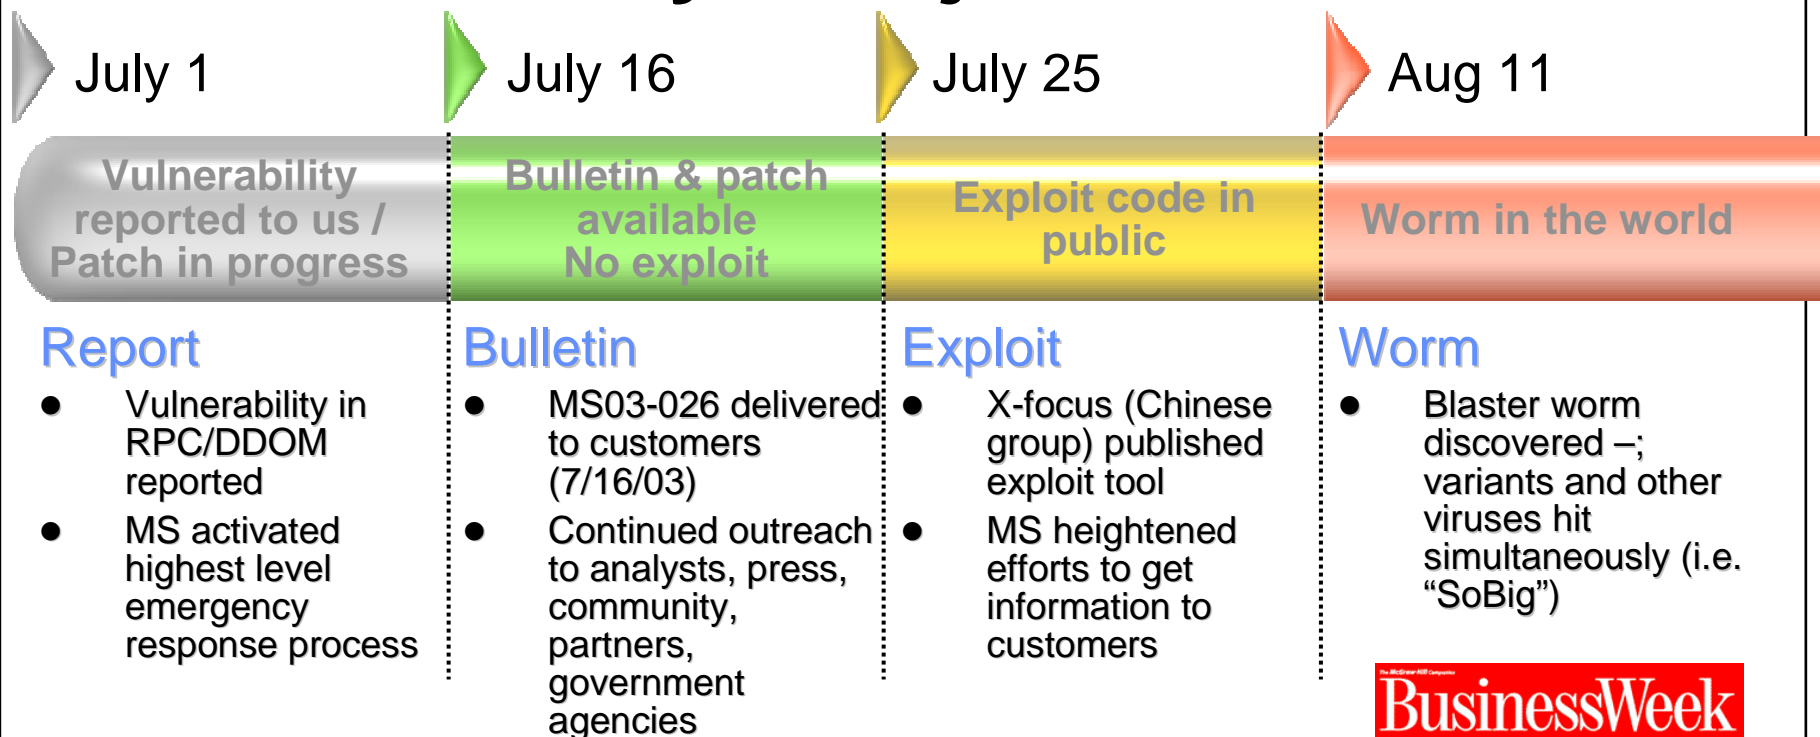 July 1
July 16
July 25
Aug 11
Vulnerability
reported to us /
Patch in progress
Bulletin & patch
available
No exploit
Exploit code in
public
Worm in the world
Report
● Vulnerability in
RPC/DDOM
reported
● MS activated
highest level
emergency
response process
Bulletin
● MS03-026 delivered
to customers
(7/16/03)
● Continued outreach
to analysts, press,
community,
partners,
government
agencies
Exploit
● X-focus (Chinese
group) published
exploit tool
● MS heightened
efforts to get
information to
customers
Worm
● Blaster worm
discovered –;
variants and other
viruses hit
simultaneously (i.e.
“SoBig”)
The McGraw-Hill Companies
BusinessWeek